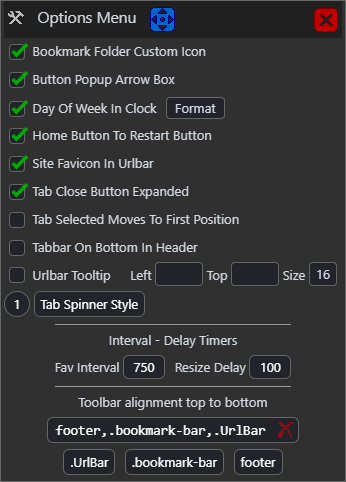 Options Menu
Bookmark Folder Custom Icon
Button Popup Arrow Box
Day Of Week In Clock Format
Home Button To Restart Button
Site Favicon In Urlbar
Tab Close Button Expanded
Tab Selected Moves To First Position
Tabbar On Bottom In Header
Urlbar Tooltip Left Top Size 16
1 Tab Spinner Style
Interval - Delay Timers
Fav Interval 750 Resize Delay 100
Toolbar alignment top to bottom
footer,.bookmark-bar,.UrlBar
.UrlBar .bookmark-bar footer